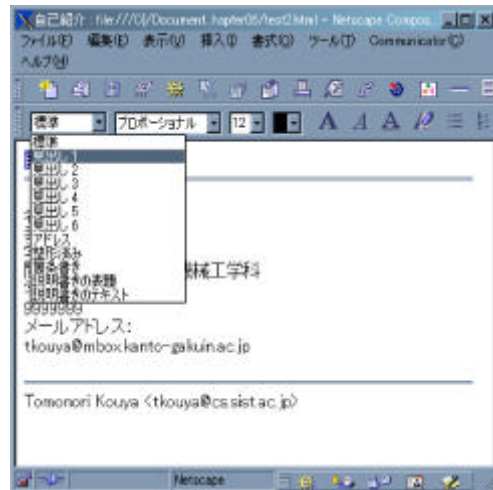 自己紹介 : file:///C|/Document. hapter06/test2.html - Netscape Compos..
ファイル(F) 編集(E) 表示(V) 挿入(I) 書式(O) ツール(T) Communicator(C)
ヘルプ(H)
標準 プロポーショナル 12
標準
見出し 1
見出し 2
見出し 3
見出し 4
見出し 5
見出し 6
アドレス
整形済み
箇条書き
説明書きの表題
説明書きのテキスト
機械工学科
9999999
メールアドレス:
tkouya@mbox.kanto-gakuin.ac.jp
Tomonori Kouya <tkouya@cs.sist.ac.jp>
Netscape